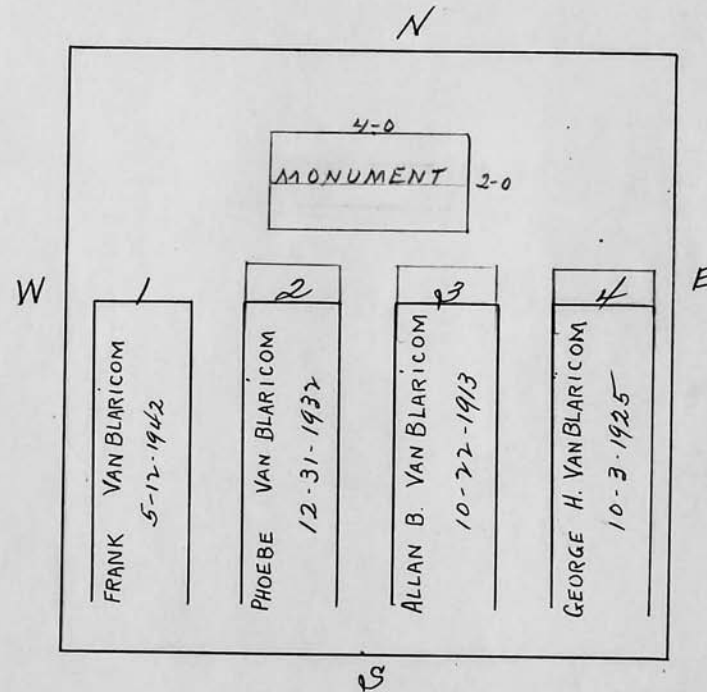 N
4-0
MONUMENT
2-0
W
E
1
2
3
4
FRANK VAN BLARICOM
5-12-1942
PHOEBE VAN BLARICOM
12-31-1932
ALLAN B. VAN BLARICOM
10-22-1913
GEORGE H. VAN BLARICOM
10-3-1925
S